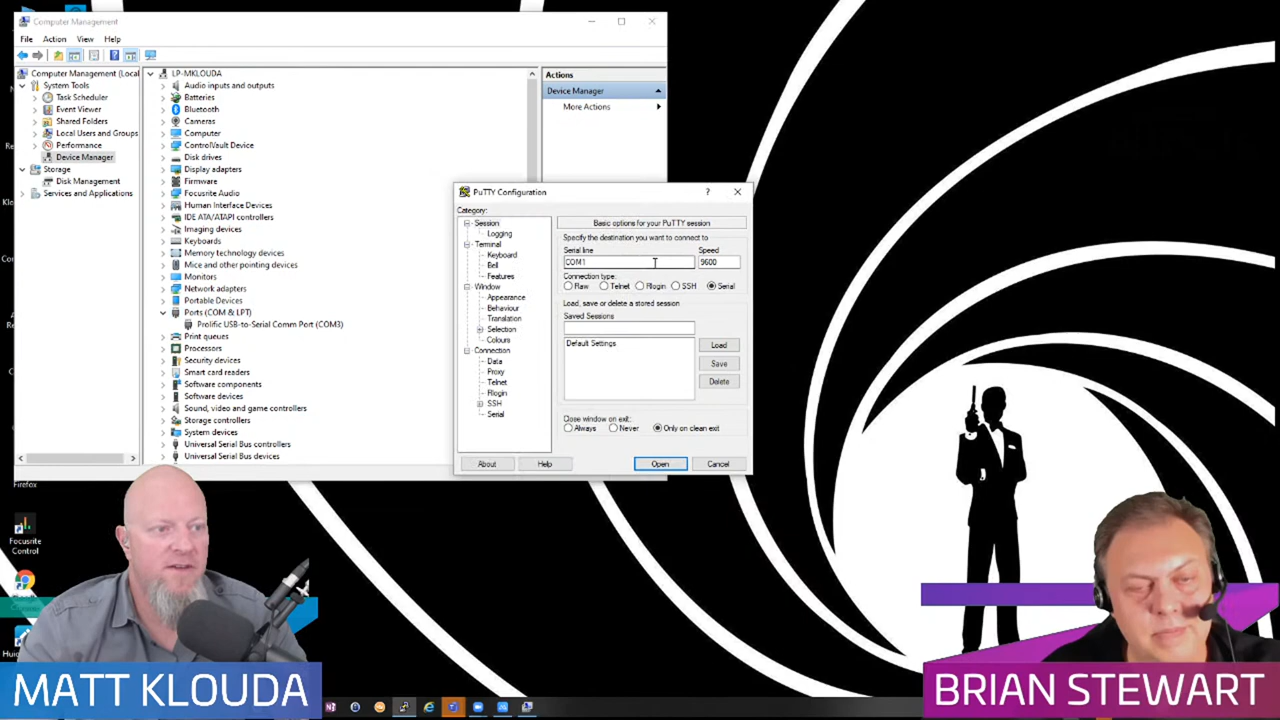 Computer Management
File Action View Help
Computer Management (Local
System Tools
Task Scheduler
Event Viewer
Shared Folders
Local Users and Groups
Performance
Device Manager
Storage
Disk Management
Services and Applications
LP-MKLOUDA
Audio inputs and outputs
Batteries
Bluetooth
Cameras
Computer
ControlVault Device
Disk drives
Display adapters
Firmware
Focusrite Audio
Human Interface Devices
IDE ATA/ATAPI controllers
Imaging devices
Keyboards
Memory technology devices
Mice and other pointing devices
Monitors
Network adapters
Portable Devices
Ports (COM & LPT)
Prolific USB-to-Serial Comm Port (COM3)
Print queues
Processors
Security devices
Smart card readers
Software components
Software devices
Sound, video and game controllers
Storage controllers
System devices
Universal Serial Bus controllers
Universal Serial Bus devices
Actions
Device Manager
More Actions
PuTTY Configuration
?
Category:
Session
Logging
Terminal
Keyboard
Bell
Features
Window
Appearance
Behaviour
Translation
Selection
Colours
Connection
Data
Proxy
Telnet
Rlogin
SSH
Serial
Basic options for your PuTTY session
Specify the destination you want to connect to
Serial line Speed
COM1 9600
Connection type:
Raw Telnet Rlogin SSH Serial
Load, save or delete a stored session
Saved Sessions
Default Settings
Load
Save
Delete
Close window on exit:
Always Never Only on clean exit
About Help Open Cancel
Firefox
Focusrite
Control
MATT KLOUDA
BRIAN STEWART